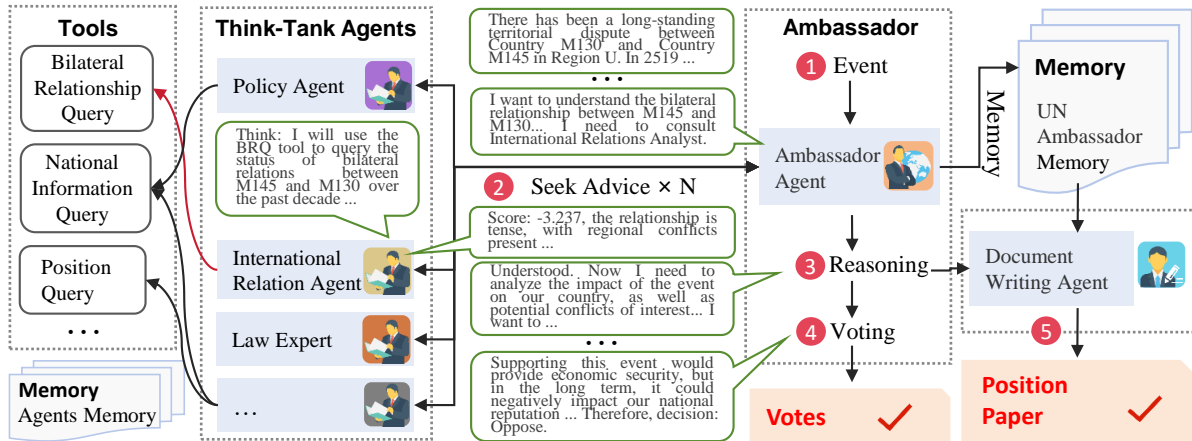 Tools
Bilateral
Relationship
Query
National
Information
Query
Position
Query
...
Memory
Agents Memory
Think-Tank Agents
Policy Agent
Think: I will use the
BRQ tool to query the
status of bilateral
relations between
M145 and M130 over
the past decade ...
International
Relation Agent
Law Expert
...
There has been a long-standing
territorial dispute between
Country M130 and Country
M145 in Region U. In 2519 ...
...
I want to understand the bilateral
relationship between M145 and
M130... I need to consult
International Relations Analyst.
2 Seek Advice × N
Score: -3.237, the relationship is
tense, with regional conflicts
present ...
Understood. Now I need to
analyze the impact of the event
on our country, as well as
potential conflicts of interest... I
want to ...
...
Supporting this event would
provide economic security, but
in the long term, it could
negatively impact our national
reputation ... Therefore, decision:
Oppose.
Ambassador
1 Event
Ambassador
Agent
3 Reasoning
4 Voting
Votes
Memory
Memory
UN
Ambassador
Memory
Document
Writing Agent
5
Position
Paper